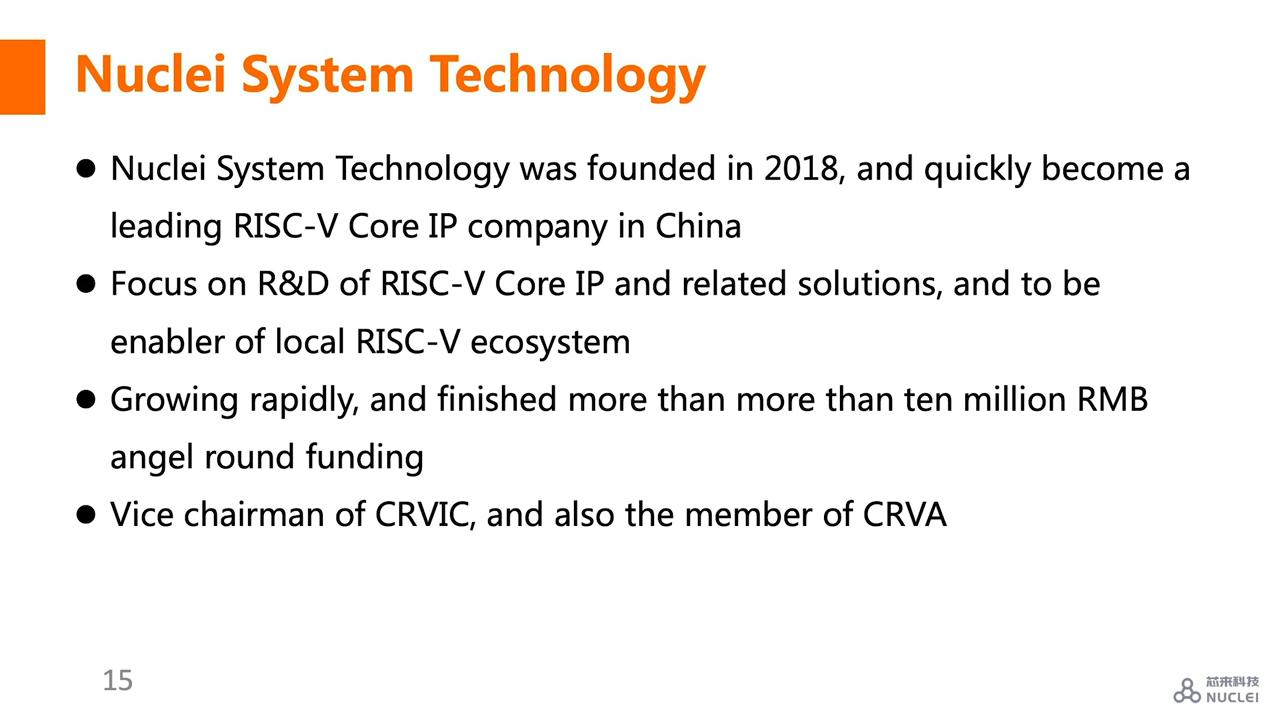 Nuclei System Technology
● Nuclei System Technology was founded in 2018, and quickly become a
leading RISC-V Core IP company in China
● Focus on R&D of RISC-V Core IP and related solutions, and to be
enabler of local RISC-V ecosystem
● Growing rapidly, and finished more than more than ten million RMB
angel round funding
● Vice chairman of CRVIC, and also the member of CRVA
15
芯来科技
NUCLEI